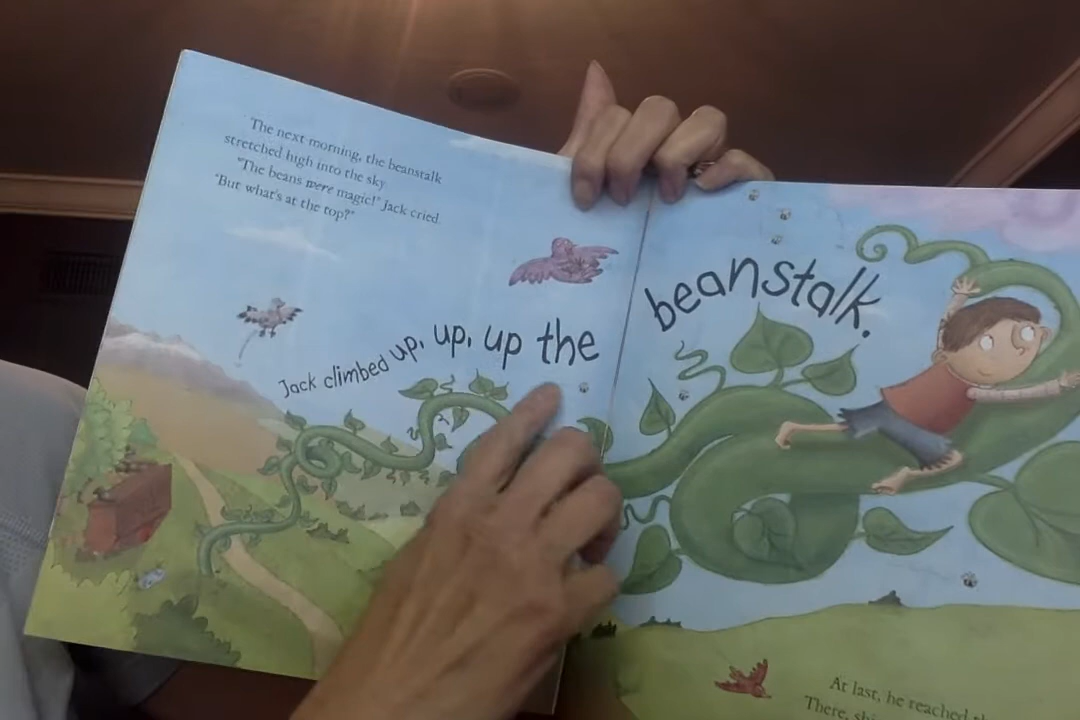 The next morning, the beanstalk
stretched high into the sky
"The beans were magic!" Jack cried.
"But what's at the top?"
Jack climbed up, up, up the beanstalk.
At last, he reached
There,